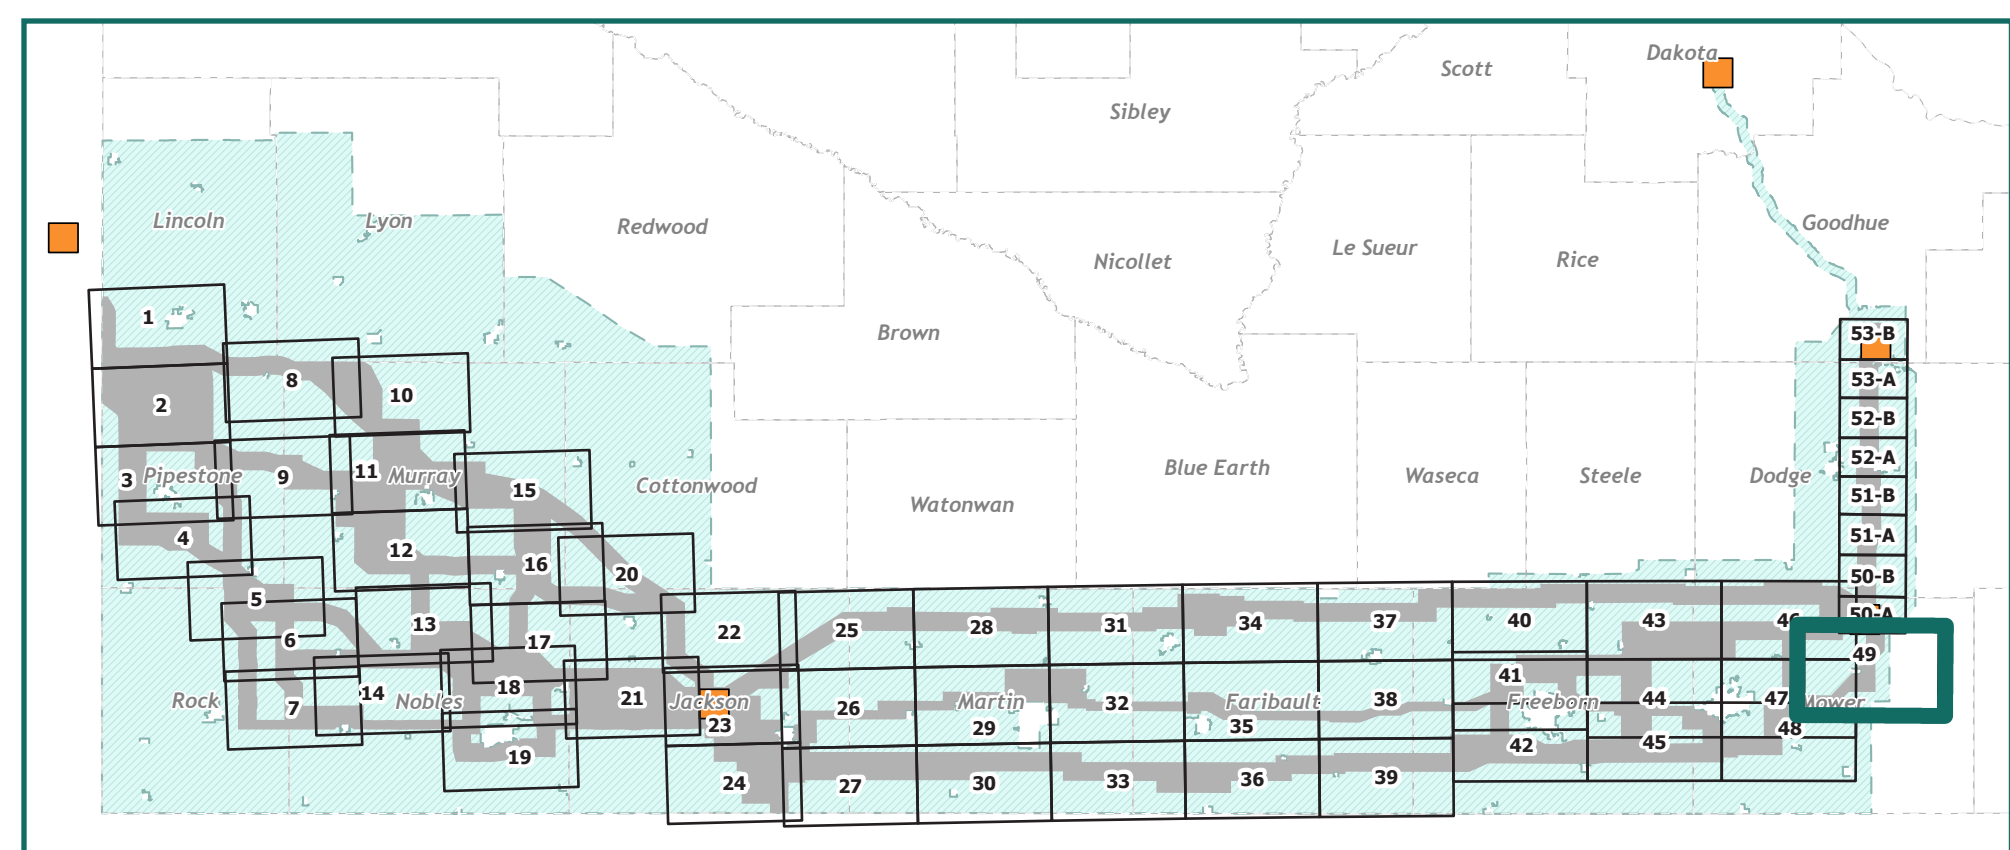 Dakota
Scott
Sibley
Lincoln
Lyon
Redwood
Goodhue
Le Sueur
Rice
Nicollet
1
Brown
53-B
8
53-A
10
2
52-B
52-A
Blue Earth
11
Pipestone
Murray
Waseca
Steele
Dodge
9
3
Cottonwood
15
51-B
Watonwan
51-A
4
12
16
20
50-B
5
50-A
40
43
46
37
31
34
13
28
25
22
6
17
49
41
14
18
Rock
Nobles
21
Jackson
Martin
Faribault
38
Freeborn
44
47
Mower
32
26
7
23
29
35
48
42
45
19
39
36
33
30
27
24